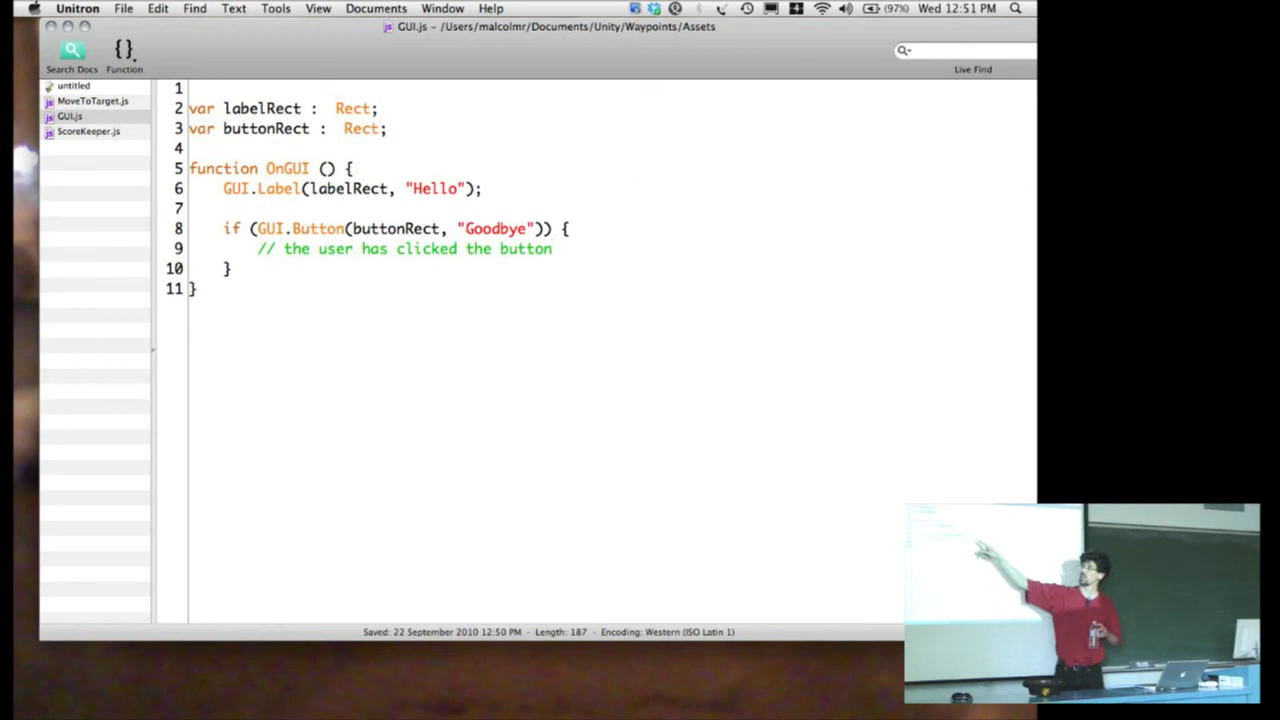 Unitron File Edit Find Text Tools View Documents Window Help (97%) Wed 12:51 PM
GUI.js – /Users/malcolmr/Documents/Unity/Waypoints/Assets
{}
Search Docs Function Live Find
untitled
MoveToTarget.js
GUI.js
ScoreKeeper.js
1
2 var labelRect : Rect;
3 var buttonRect : Rect;
4
5 function OnGUI () {
6 GUI.Label(labelRect, "Hello");
7
8 if (GUI.Button(buttonRect, "Goodbye")) {
9 // the user has clicked the button
10 }
11 }
Saved: 22 September 2010 12:50 PM - Length: 187 - Encoding: Western (ISO Latin 1)